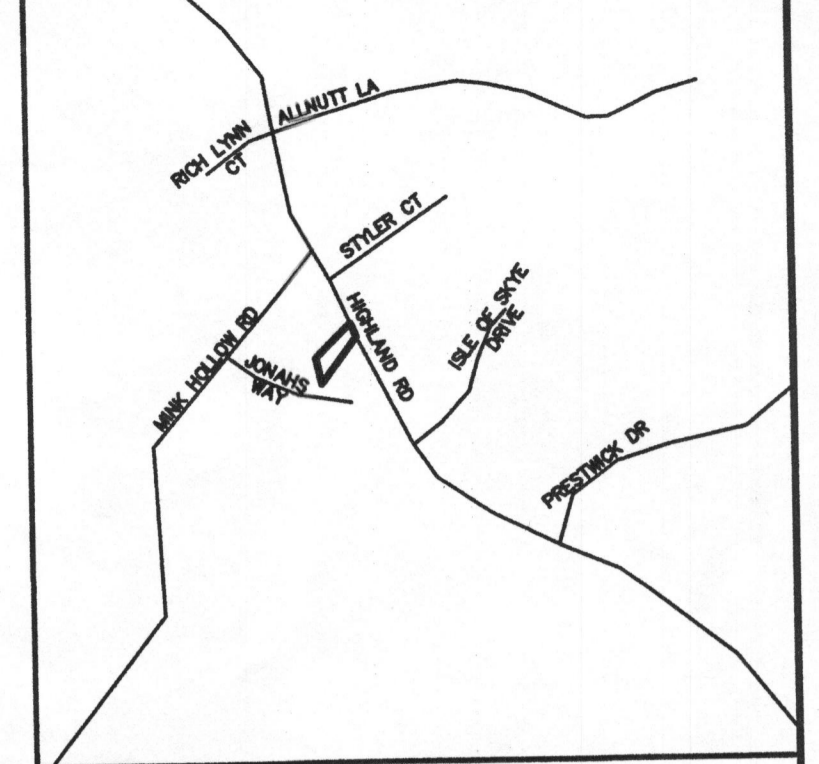 ALLNUTT LA
RICH LYNN
CT
STYLER CT
HIGHLAND RD
ISLE OF SKYE
DRIVE
MINK HOLLOW RD
JONAHS
WAY
PRESTWICK DR